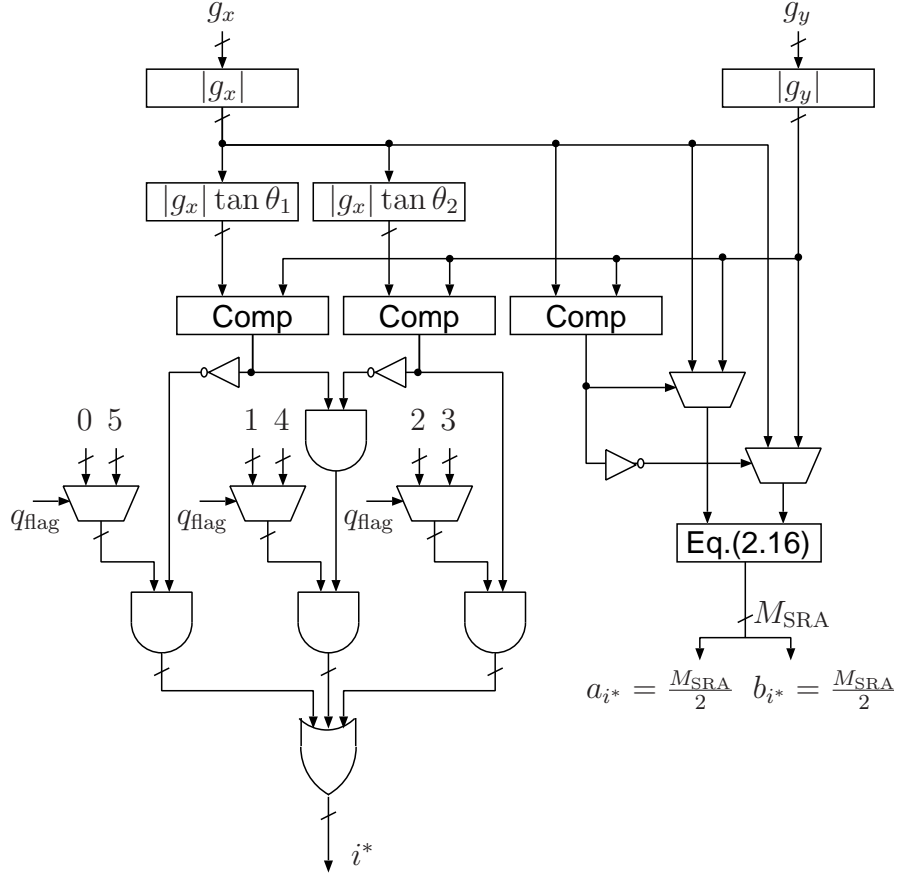 g_x g_y
|g_x| |g_y|
|g_x| tan θ_1 |g_x| tan θ_2
Comp Comp Comp
0 5 1 4 2 3
q_flag q_flag q_flag
Eq.(2.16)
M_SRA
a_{i*} = M_SRA/2 b_{i*} = M_SRA/2
i*